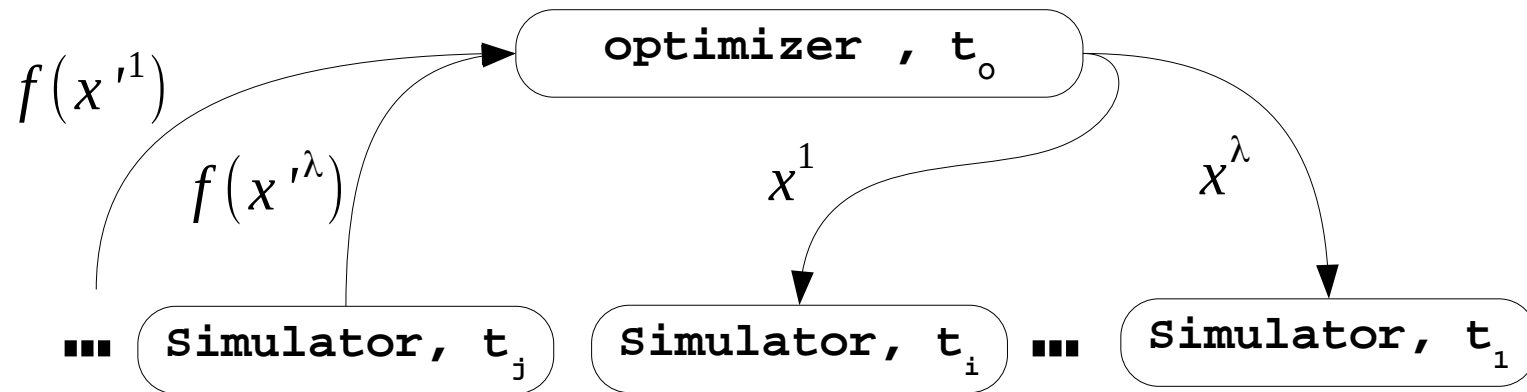 optimizer , t_o
f(x'^1)
f(x'^λ)
x^1
x^λ
... Simulator, t_j
Simulator, t_i ...
Simulator, t_1